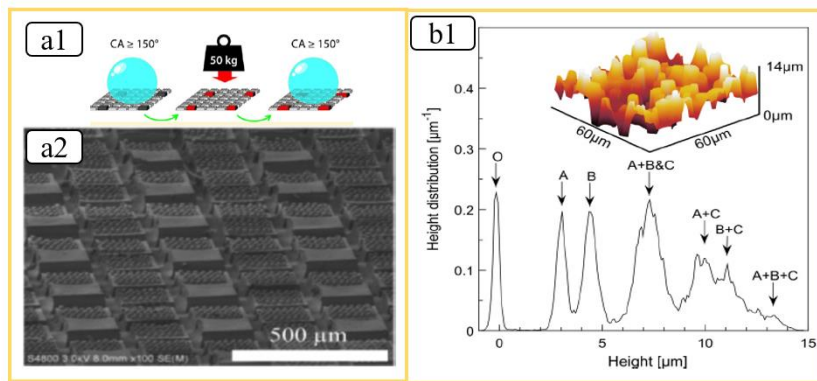 a1
CA ≥ 150°
50 kg
CA ≥ 150°
a2
500 µm
S4800 3.0kV 8.0mm x100 SE(M)
b1
14µm
0µm
60µm
60µm
Height distribution [µm⁻¹]
0.4
0.3
0.2
0.1
0
O
A
B
A+B&C
A+C
B+C
A+B+C
0
5
10
15
Height [µm]